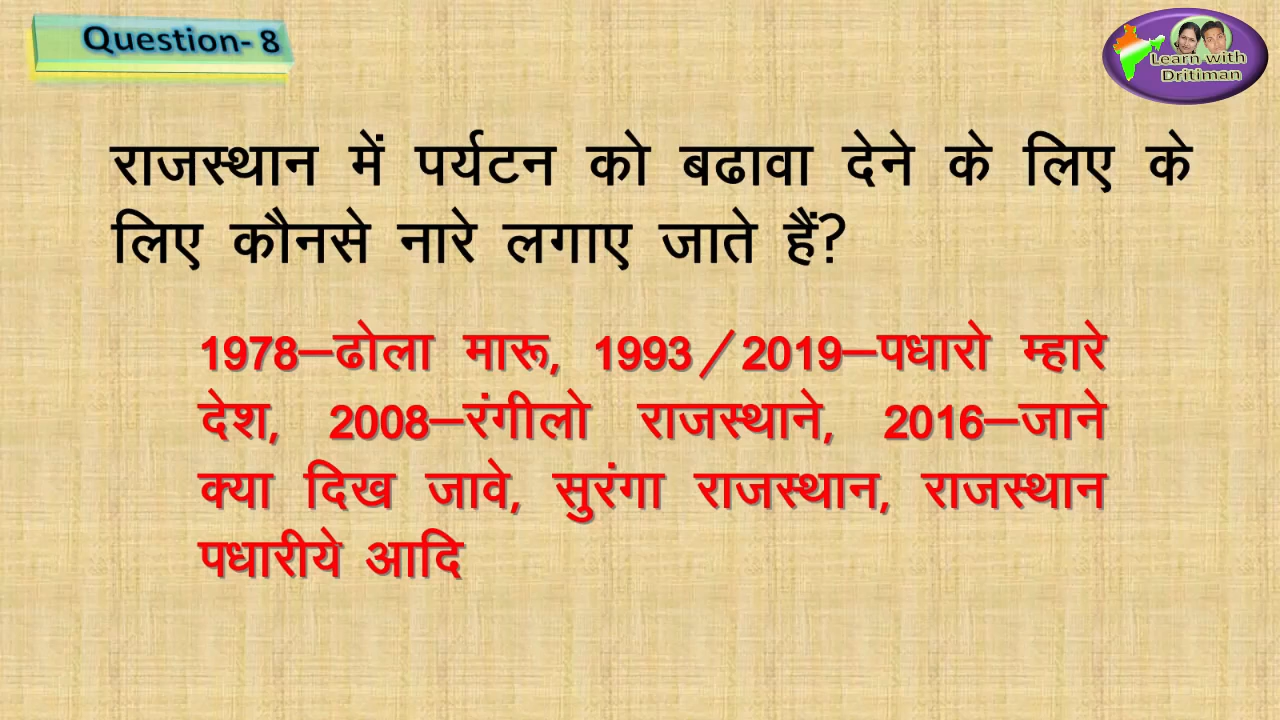 Question- 8
Learn with
Dritiman
राजस्थान में पर्यटन को बढावा देने के लिए के
लिए कौनसे नारे लगाए जाते हैं?
1978–ढोला मारू, 1993/2019–पधारो म्हारे
देश, 2008–रंगीलो राजस्थाने, 2016–जाने
क्या दिख जावे, सुरंगा राजस्थान, राजस्थान
पधारीये आदि